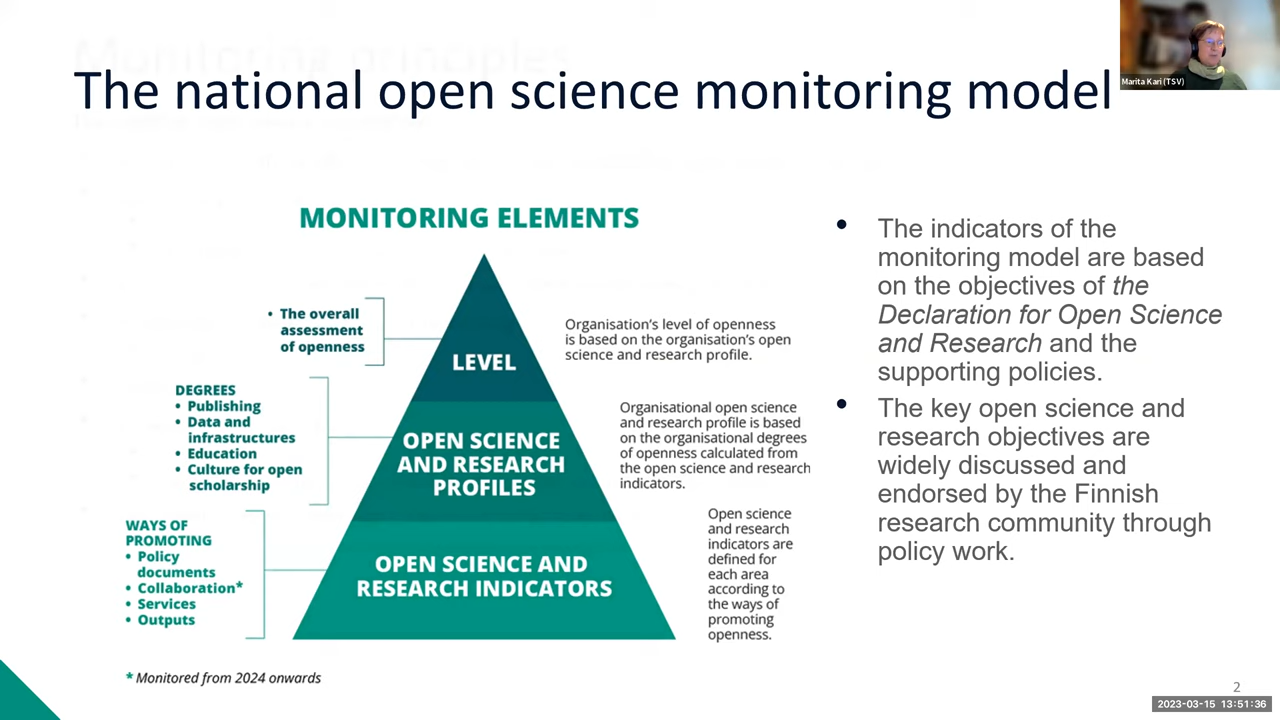 The national open science monitoring model
Marita Kari (TSV)
MONITORING ELEMENTS
• The overall
assessment
of openness
LEVEL
Organisation's level of openness
is based on the organisation's open
science and research profile.
DEGREES
• Publishing
• Data and
infrastructures
• Education
• Culture for open
scholarship
OPEN SCIENCE
AND RESEARCH
PROFILES
Organisational open science
and research profile is based
on the organisational degrees
of openness calculated from
the open science and research
indicators.
WAYS OF
PROMOTING
• Policy
documents
• Collaboration*
• Services
• Outputs
OPEN SCIENCE AND
RESEARCH INDICATORS
Open science
and research
indicators are
defined for
each area
according to
the ways of
promoting
openness.
* Monitored from 2024 onwards
• The indicators of the
monitoring model are based
on the objectives of the
Declaration for Open Science
and Research and the
supporting policies.
• The key open science and
research objectives are
widely discussed and
endorsed by the Finnish
research community through
policy work.
2
2023-03-15 13:51:36